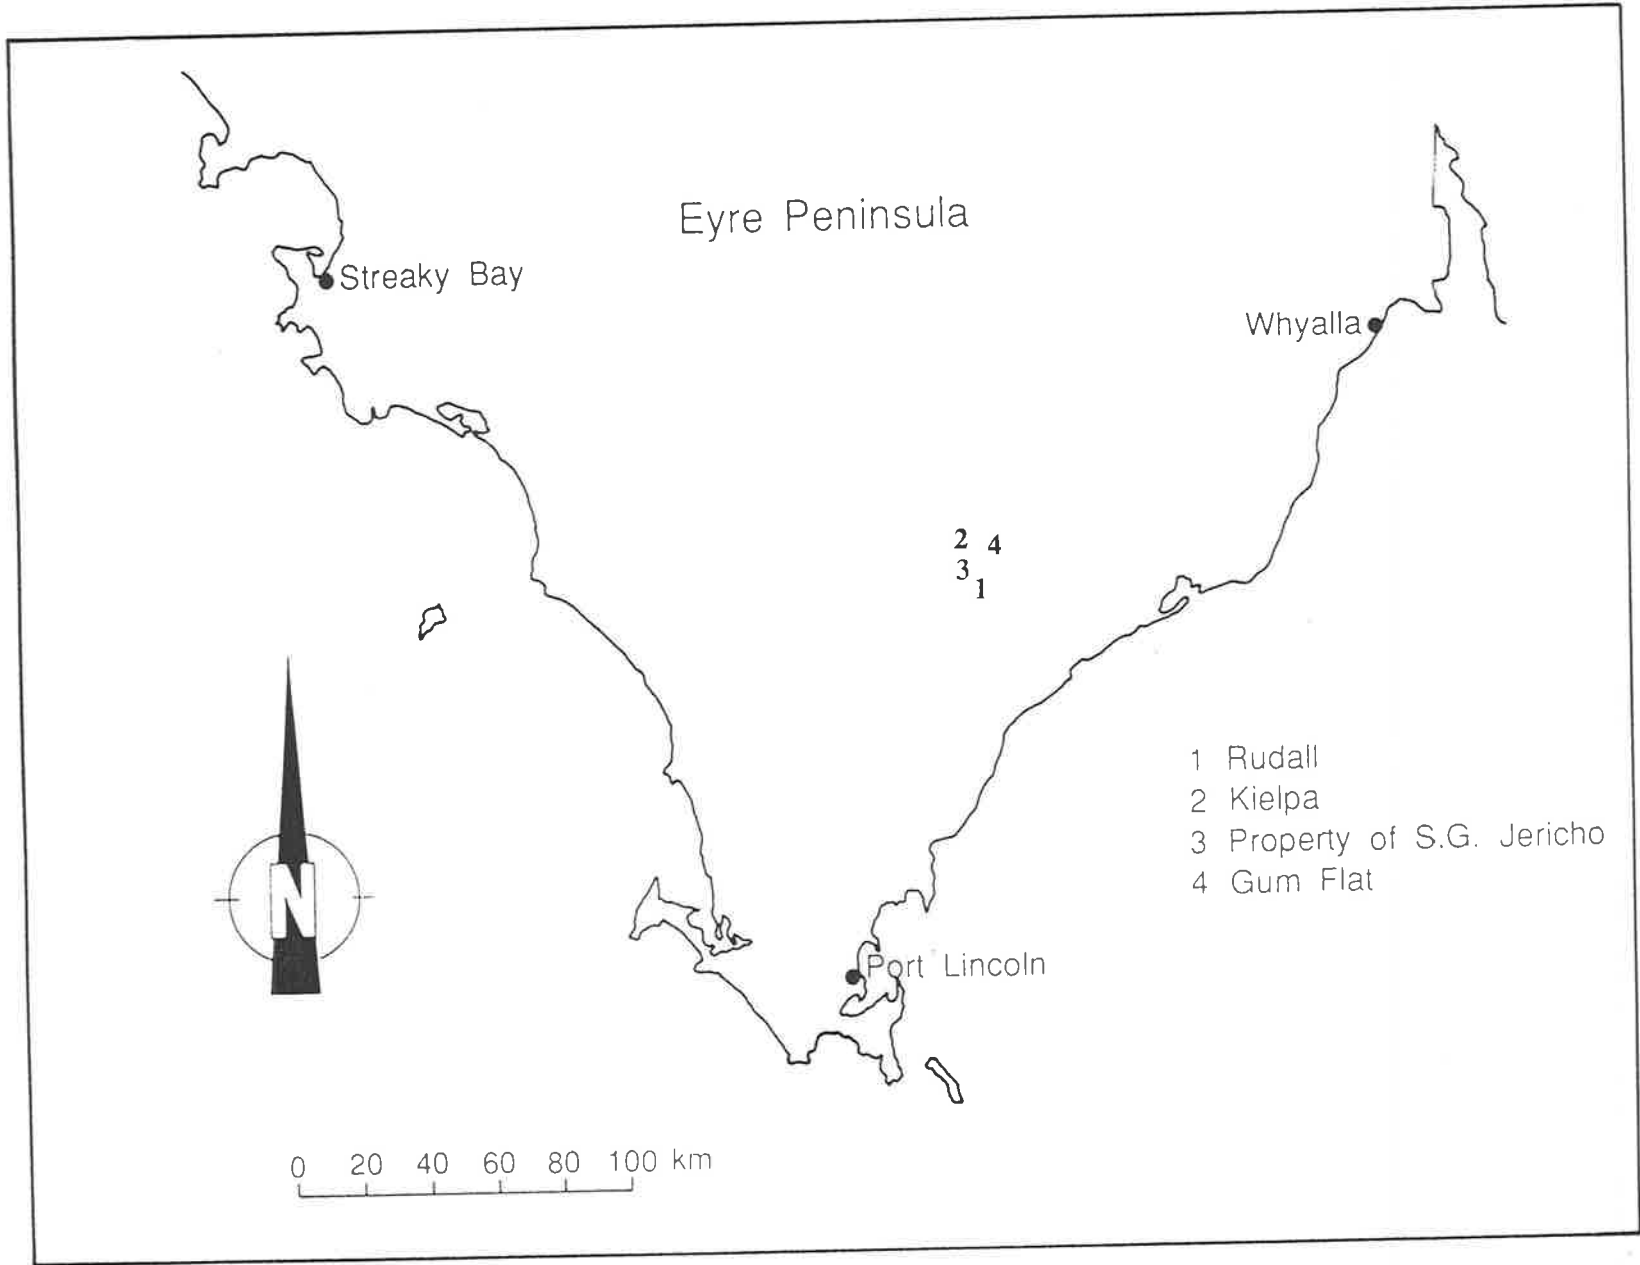 Eyre Peninsula
Streaky Bay
Whyalla
2 4
3
1
1 Rudall
2 Kielpa
3 Property of S.G. Jericho
4 Gum Flat
N
Port Lincoln
0 20 40 60 80 100 km